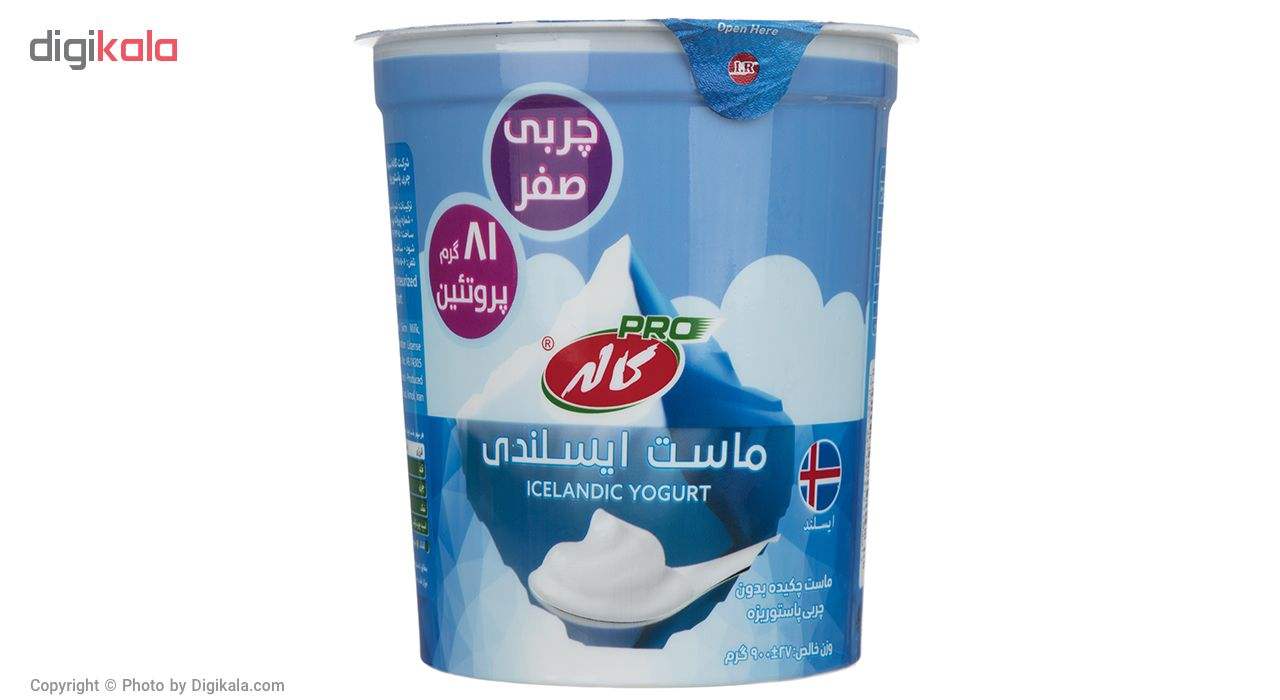 digikala
Open Here
I.R
چربی
صفر
۸۱ گرم
پروتئین
PRO
کاله
®
ماست ایسلندی
ICELANDIC YOGURT
ایسلند
ماست چکیده بدون
چربی پاستوریزه
وزن خالص: ۲۷±۹۰۰ گرم
Copyright © Photo by Digikala.com